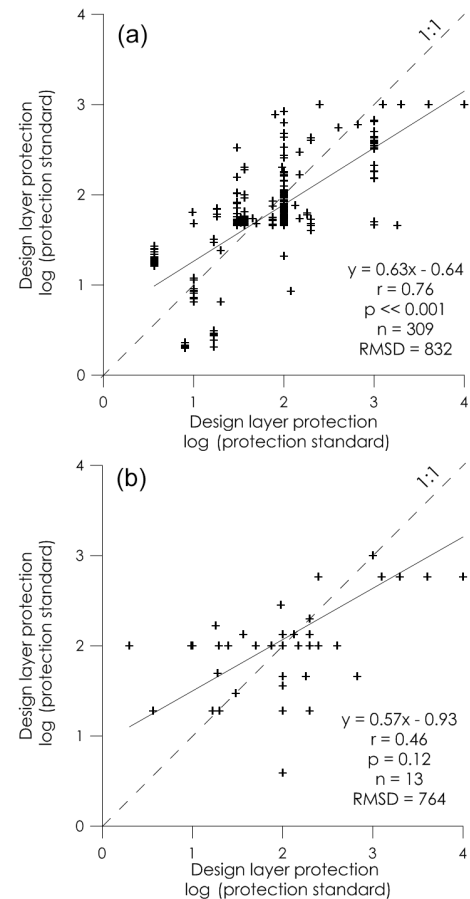 (a)
1:1
4
3
2
1
0
Design layer protection
log (protection standard)
y = 0.63x - 0.64
r = 0.76
p << 0.001
n = 309
RMSD = 832
0 1 2 3 4
Design layer protection
log (protection standard)
(b)
1:1
4
3
2
1
0
Design layer protection
log (protection standard)
y = 0.57x - 0.93
r = 0.46
p = 0.12
n = 13
RMSD = 764
0 1 2 3 4
Design layer protection
log (protection standard)